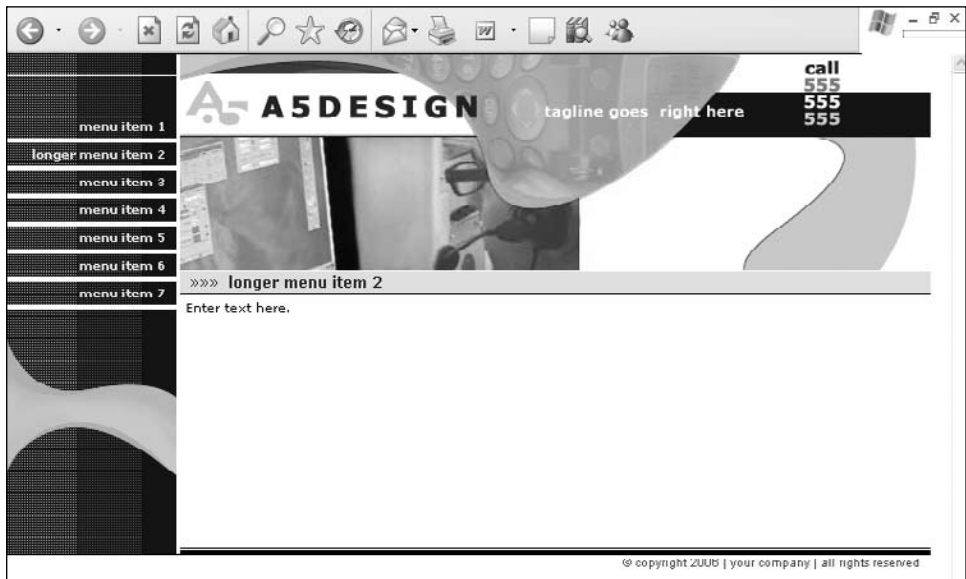 call
555
555
555
A5DESIGN
tagline goes right here
menu item 1
longer menu item 2
menu item 3
menu item 4
menu item 5
menu item 6
menu item 7
»»» longer menu item 2
Enter text here.
© copyright 2006 | your company | all rights reserved